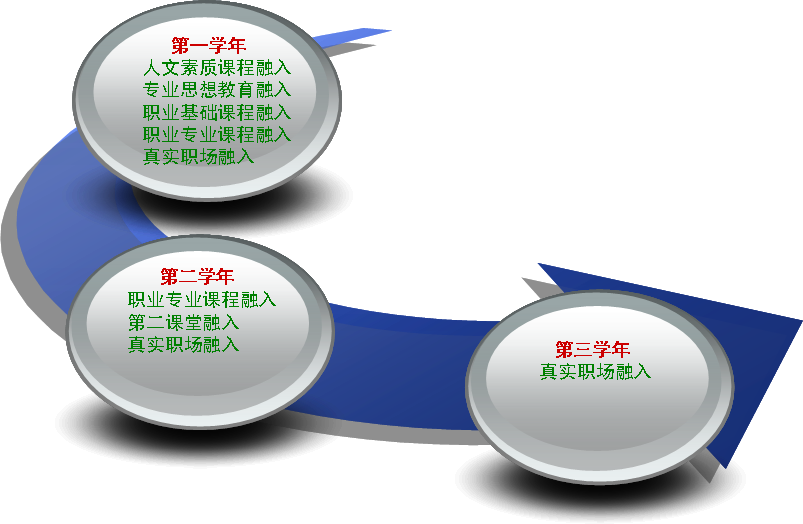 第一学年
人文素质课程融入
专业思想教育融入
职业基础课程融入
职业专业课程融入
真实职场融入
第二学年
职业专业课程融入
第二课堂融入
真实职场融入
第三学年
真实职场融入